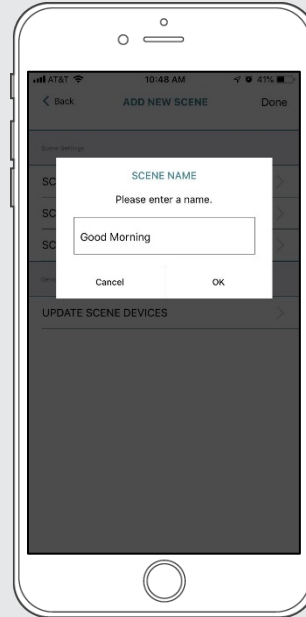 AT&T 10:48 AM 41%
Back ADD NEW SCENE Done
Scene Settings
SCENE NAME
Please enter a name.
SC
SC
Good Morning
SC
Cancel OK
UPDATE SCENE DEVICES